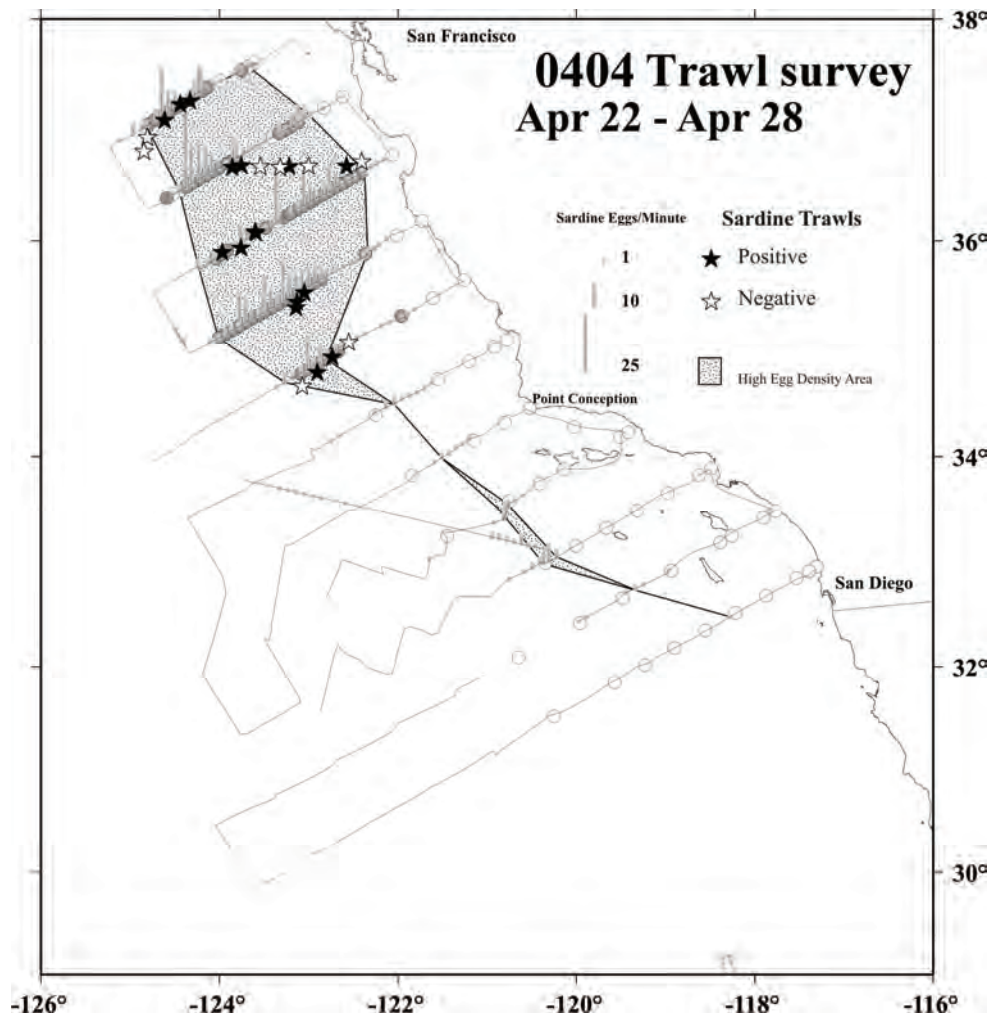 38°
San Francisco
0404 Trawl survey
Apr 22 - Apr 28
Sardine Eggs/Minute
Sardine Trawls
1
Positive
36°
10
Negative
25
High Egg Density Area
Point Conception
34°
San Diego
32°
30°
-126°
-124°
-122°
-120°
-118°
-116°